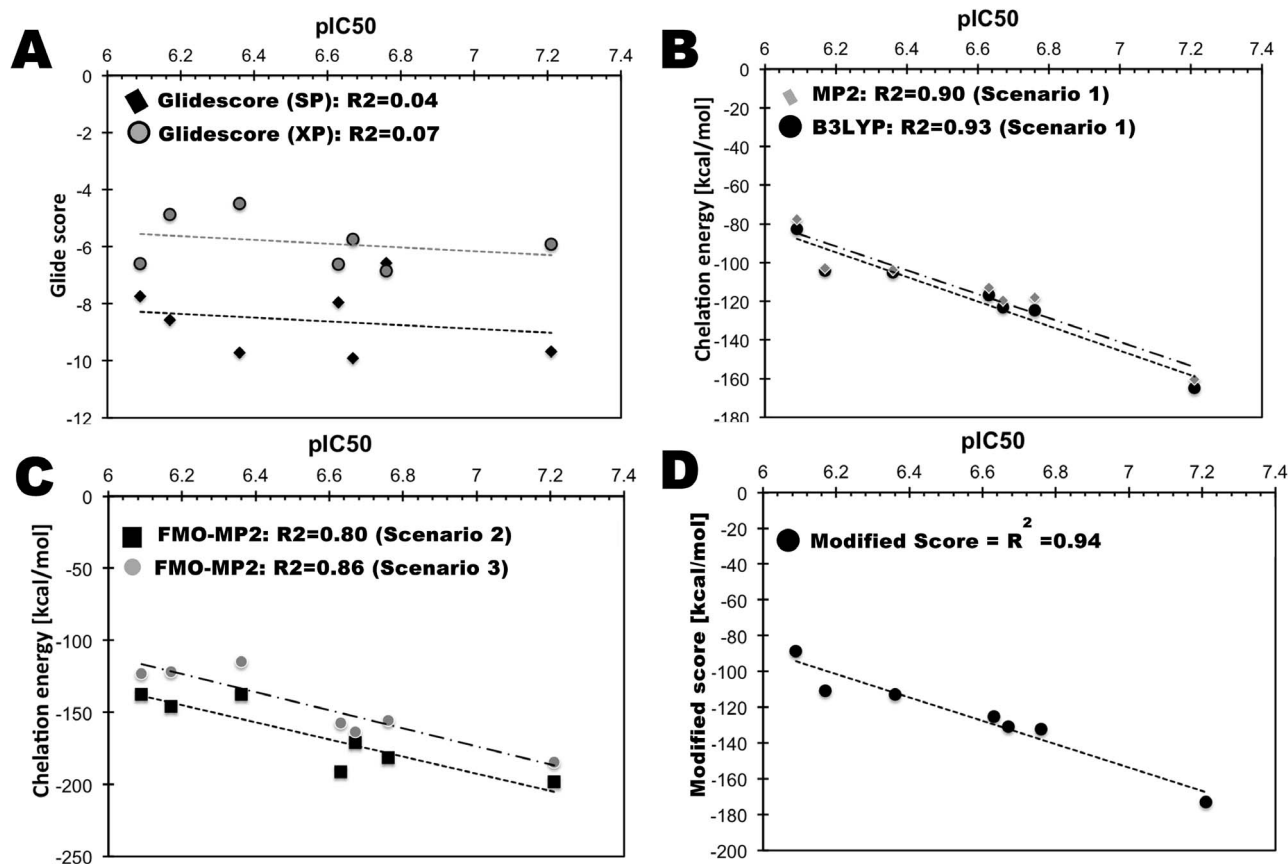 A
pIC50
6 6.2 6.4 6.6 6.8 7 7.2 7.4
0
-2
-4
-6
-8
-10
-12
Glide score
Glidescore (SP): R2=0.04
Glidescore (XP): R2=0.07
B
pIC50
6 6.2 6.4 6.6 6.8 7 7.2 7.4
0
-20
-40
-60
-80
-100
-120
-140
-160
-180
Chelation energy [kcal/mol]
MP2: R2=0.90 (Scenario 1)
B3LYP: R2=0.93 (Scenario 1)
C
pIC50
6 6.2 6.4 6.6 6.8 7 7.2 7.4
0
-50
-100
-150
-200
-250
Chelation energy [kcal/mol]
FMO-MP2: R2=0.80 (Scenario 2)
FMO-MP2: R2=0.86 (Scenario 3)
D
pIC50
6 6.2 6.4 6.6 6.8 7 7.2 7.4
0
-20
-40
-60
-80
-100
-120
-140
-160
-180
-200
Modified score [kcal/mol]
Modified Score = R² =0.94